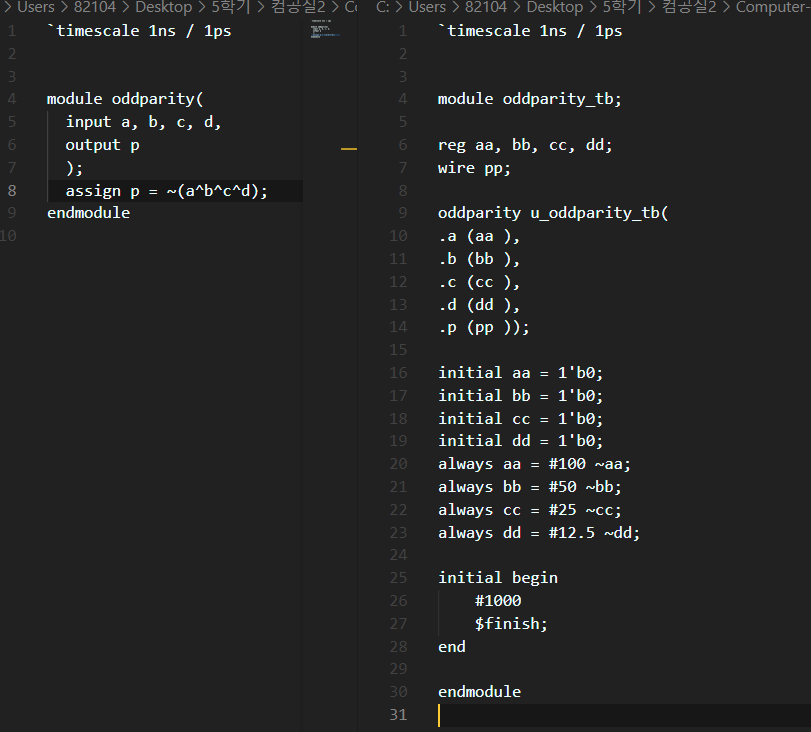 > Users > 82104 > Desktop > 5학기 > 컴공실2 > Co
1 `timescale 1ns / 1ps
2
3
4 module oddparity(
5 input a, b, c, d,
6 output p
7 );
8 assign p = ~(a^b^c^d);
9 endmodule
10
C: > Users > 82104 > Desktop > 5학기 > 컴공실2 > Computer-
1 `timescale 1ns / 1ps
2
3
4 module oddparity_tb;
5
6 reg aa, bb, cc, dd;
7 wire pp;
8
9 oddparity u_oddparity_tb(
10 .a (aa ),
11 .b (bb ),
12 .c (cc ),
13 .d (dd ),
14 .p (pp ));
15
16 initial aa = 1'b0;
17 initial bb = 1'b0;
18 initial cc = 1'b0;
19 initial dd = 1'b0;
20 always aa = #100 ~aa;
21 always bb = #50 ~bb;
22 always cc = #25 ~cc;
23 always dd = #12.5 ~dd;
24
25 initial begin
26 #1000
27 $finish;
28 end
29
30 endmodule
31